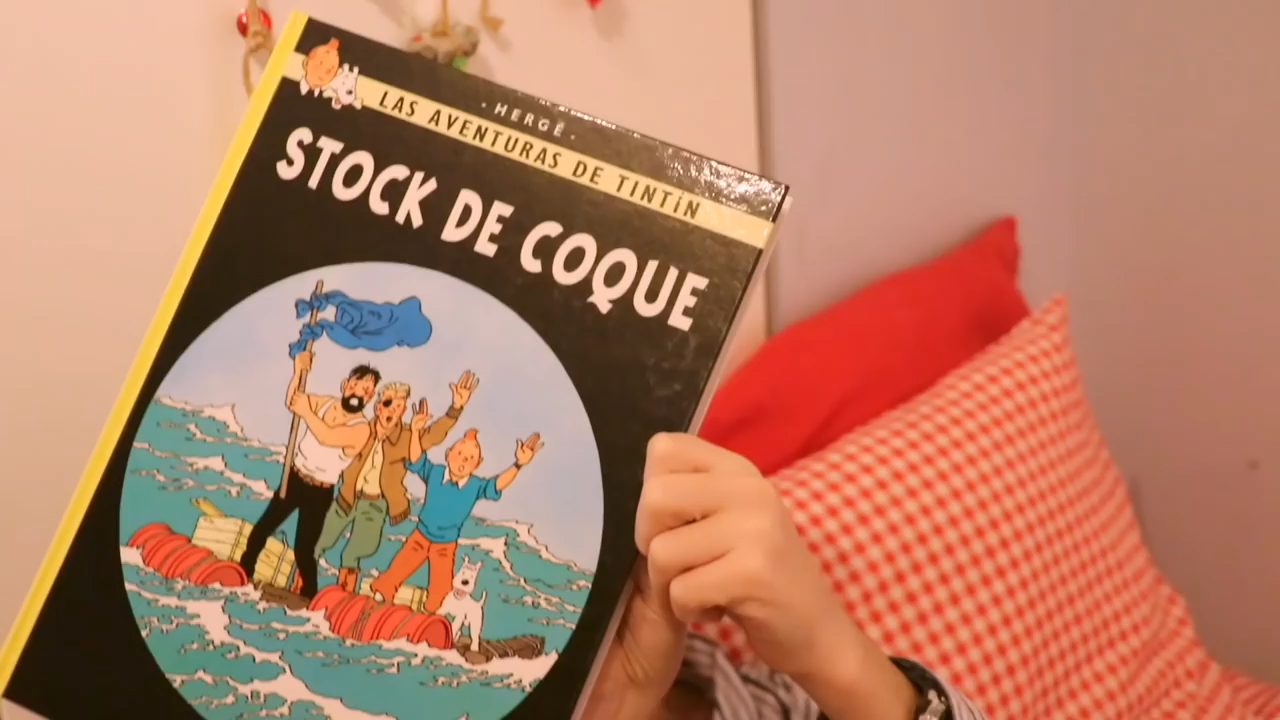 · HERGÉ ·
LAS AVENTURAS DE TINTíN
STOCK DE COQUE